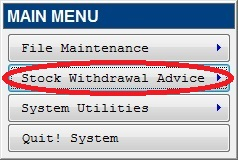 MAIN MENU
File Maintenance
Stock Withdrawal Advice
System Utilities
Quit! System